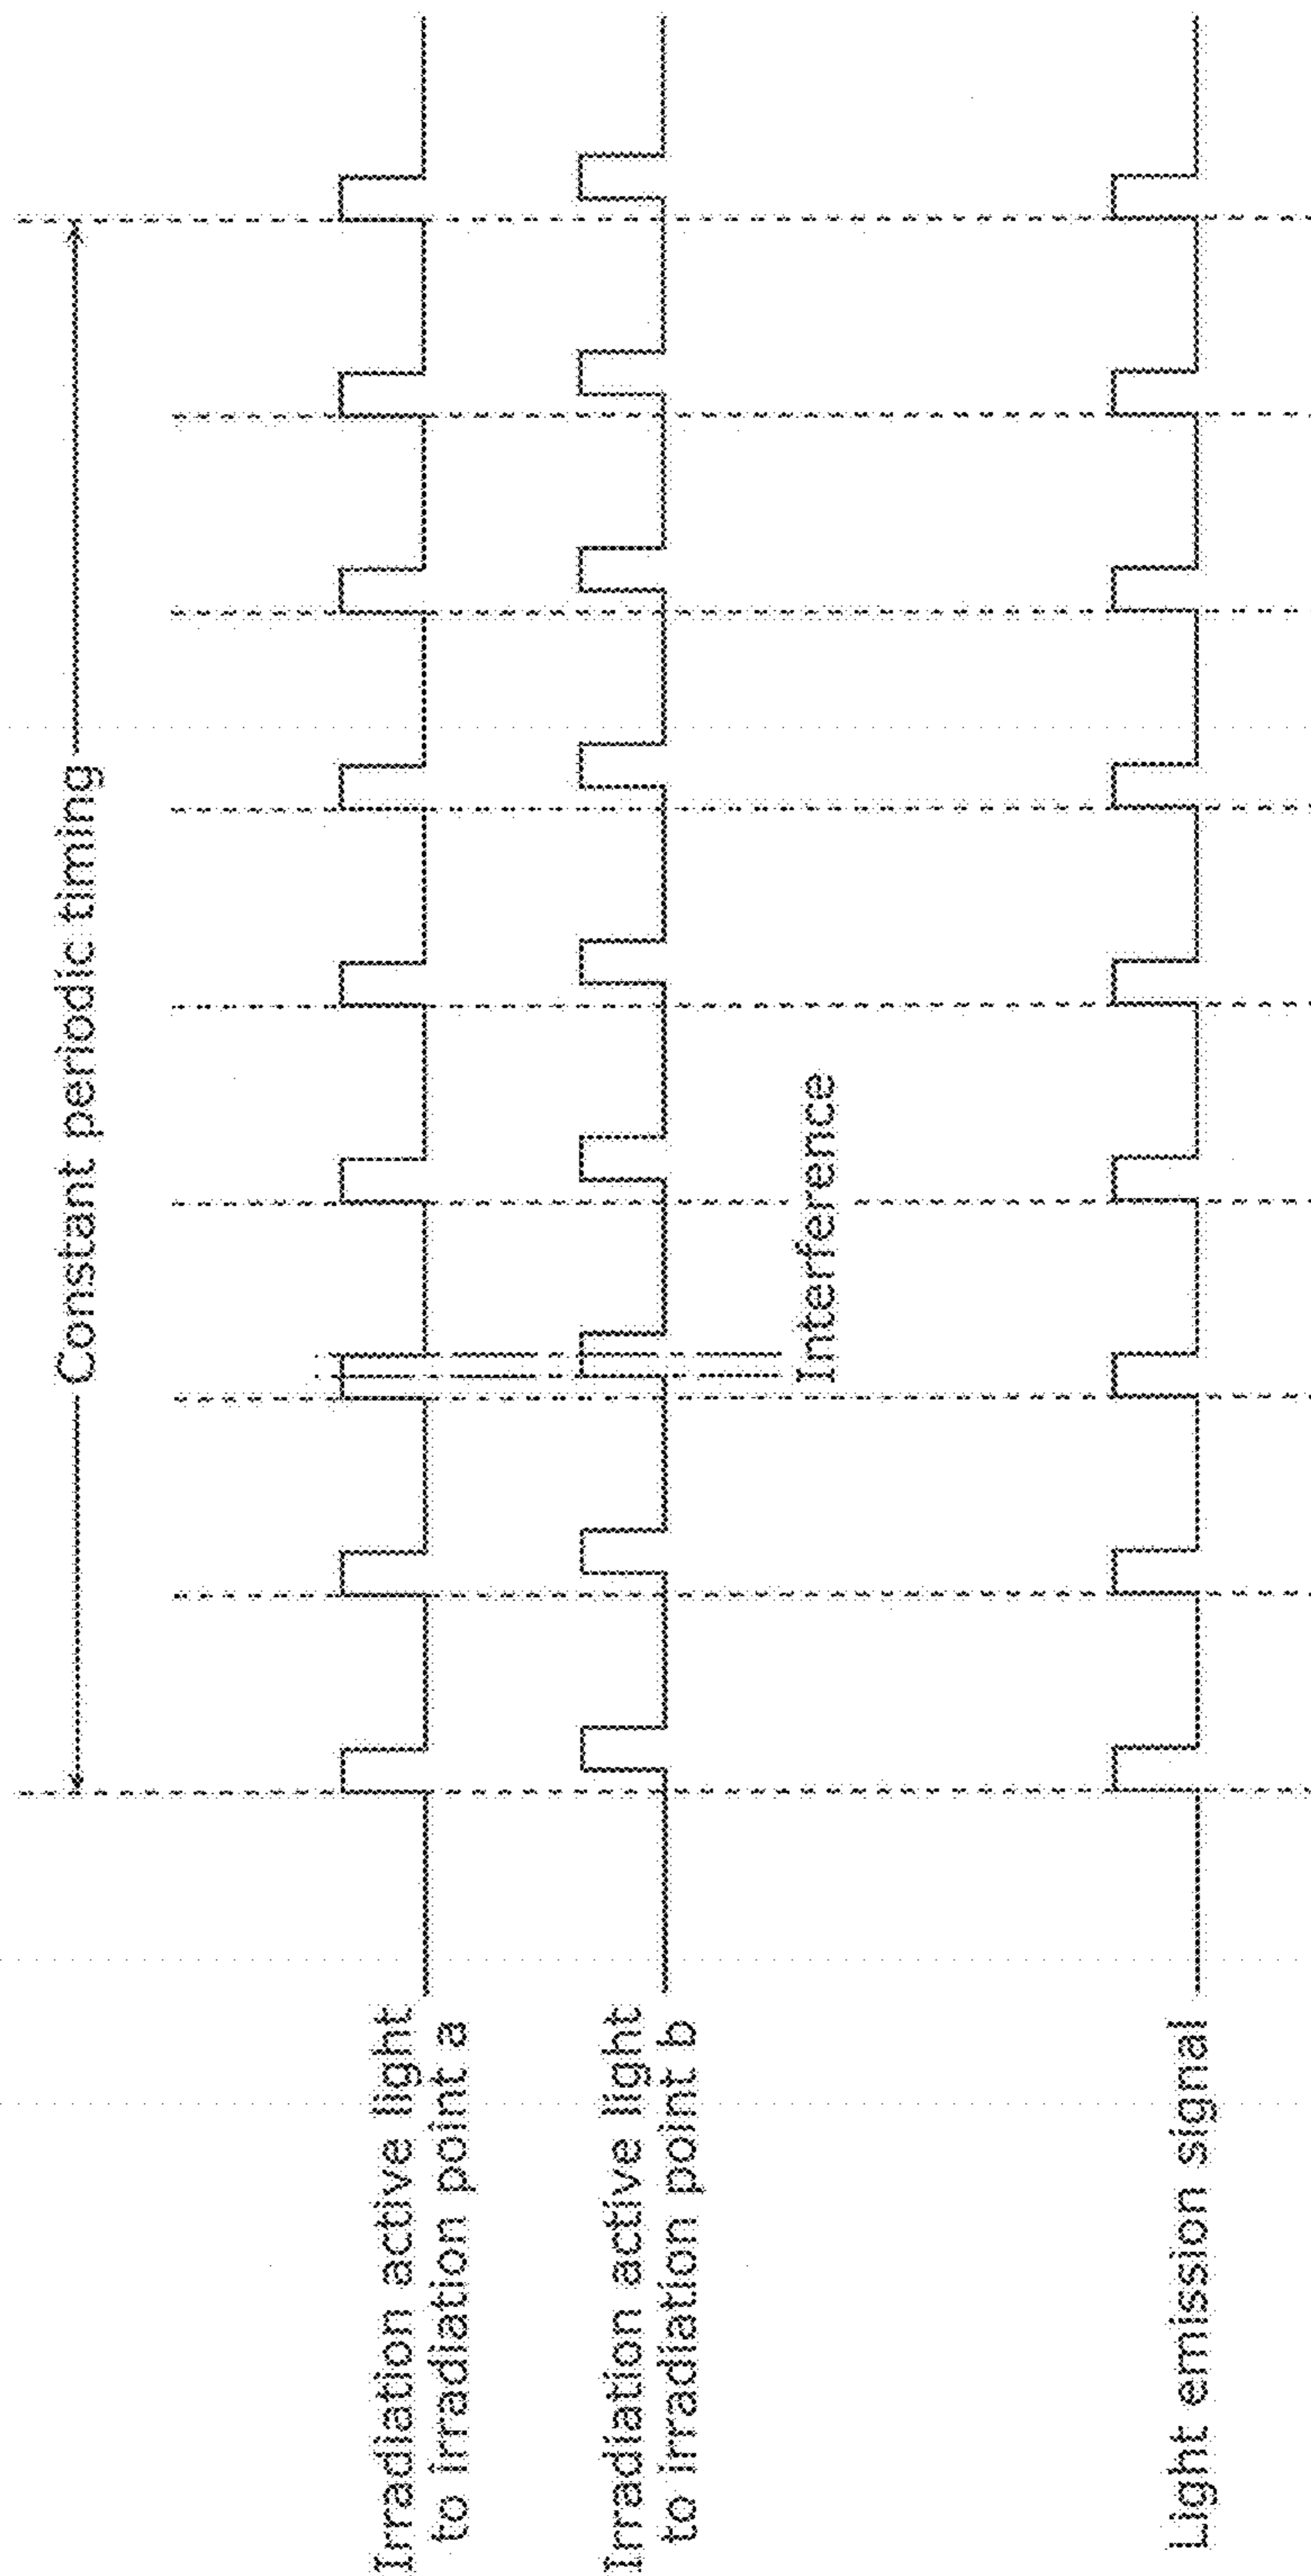 Constant periodic timing
Irradiation active light
to irradiation point a
Irradiation active light
to irradiation point b
Interference
Light emission signal